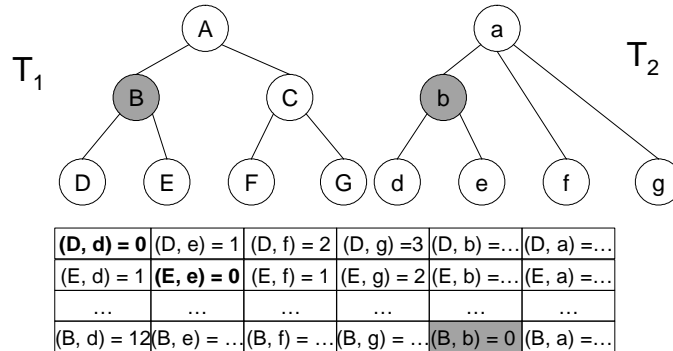 A a
T1 T2
B C b
D E F G d e f g
(D, d) = 0 (D, e) = 1 (D, f) = 2 (D, g) =3 (D, b) =… (D, a) =…
(E, d) = 1 (E, e) = 0 (E, f) = 1 (E, g) = 2 (E, b) =… (E, a) =…
… … … … … …
(B, d) = 12 (B, e) = … (B, f) = … (B, g) = … (B, b) = 0 (B, a) =…